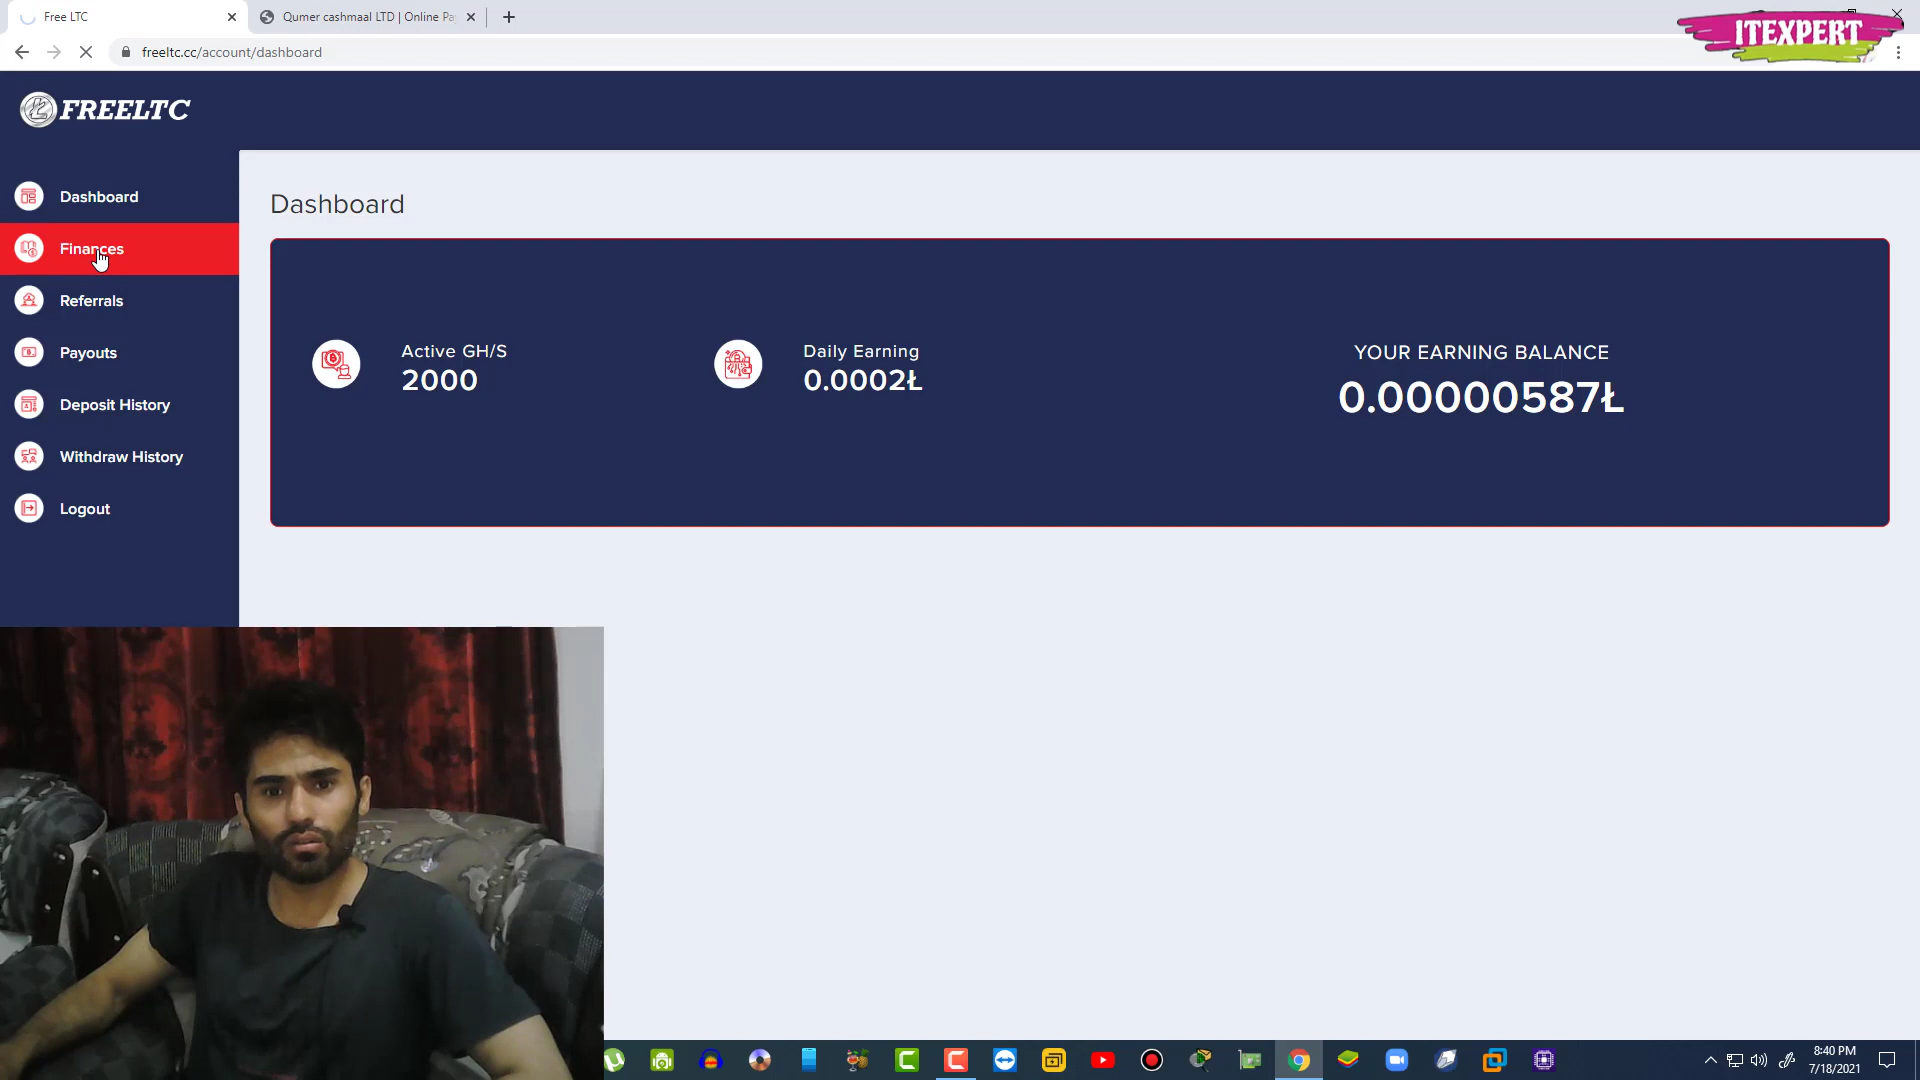 Free LTC
Qumer cashmaal LTD | Online Pa
ITEXPERT
freeltc.cc/account/dashboard
FREELTC
Dashboard
Finances
Referrals
Payouts
Deposit History
Withdraw History
Logout
Dashboard
Active GH/S
2000
Daily Earning
0.0002Ł
YOUR EARNING BALANCE
0.00000587Ł
8:40 PM
7/18/2021